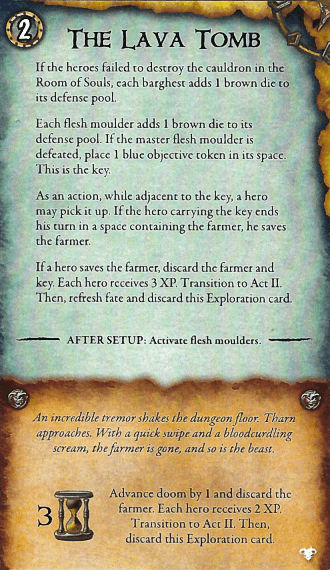 2
THE LAVA TOMB
If the heroes failed to destroy the cauldron in the
Room of Souls, each barghest adds 1 brown die to
its defense pool.
Each flesh moulder adds 1 brown die to its
defense pool. If the master flesh moulder is
defeated, place 1 blue objective token in its space.
This is the key.
As an action, while adjacent to the key, a hero
may pick it up. If the hero carrying the key ends
his turn in a space containing the farmer, he saves
the farmer.
If a hero saves the farmer, discard the farmer and
key. Each hero receives 3 XP. Transition to Act II.
Then, refresh fate and discard this Exploration card.
AFTER SETUP: Activate flesh moulders.
An incredible tremor shakes the dungeon floor. Tharn
approaches. With a quick swipe and a bloodcurdling
scream, the farmer is gone, and so is the beast.
3
Advance doom by 1 and discard the
farmer. Each hero receives 2 XP.
Transition to Act II. Then,
discard this Exploration card.